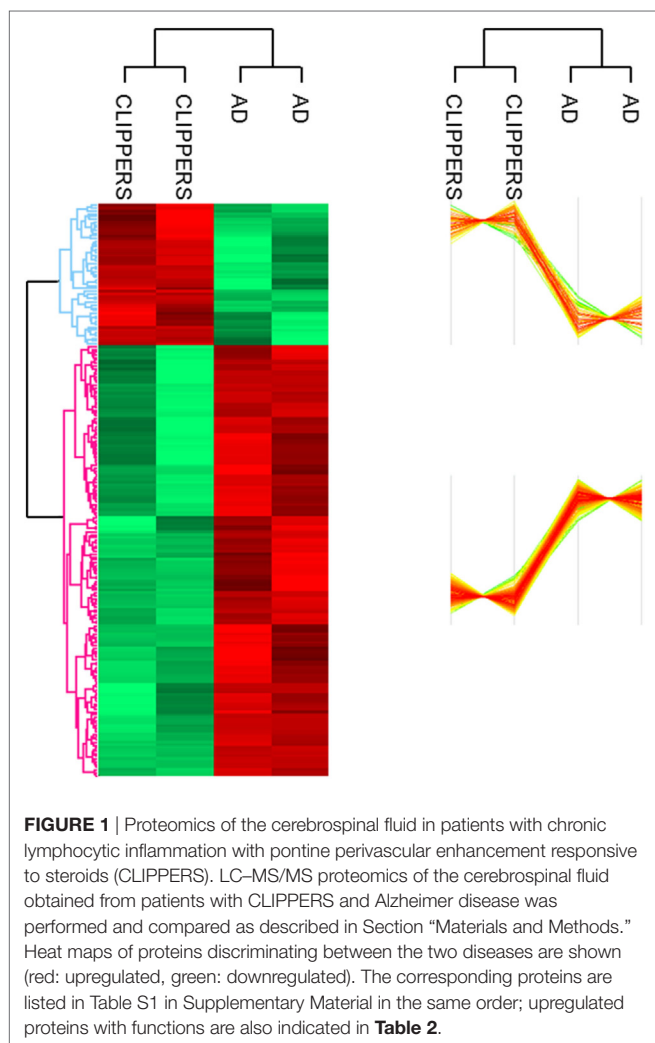 CLIPPERS
CLIPPERS
AD
AD
CLIPPERS
CLIPPERS
AD
AD
FIGURE 1 | Proteomics of the cerebrospinal fluid in patients with chronic
lymphocytic inflammation with pontine perivascular enhancement responsive
to steroids (CLIPPERS). LC–MS/MS proteomics of the cerebrospinal fluid
obtained from patients with CLIPPERS and Alzheimer disease was
performed and compared as described in Section “Materials and Methods.”
Heat maps of proteins discriminating between the two diseases are shown
(red: upregulated, green: downregulated). The corresponding proteins are
listed in Table S1 in Supplementary Material in the same order; upregulated
proteins with functions are also indicated in Table 2.